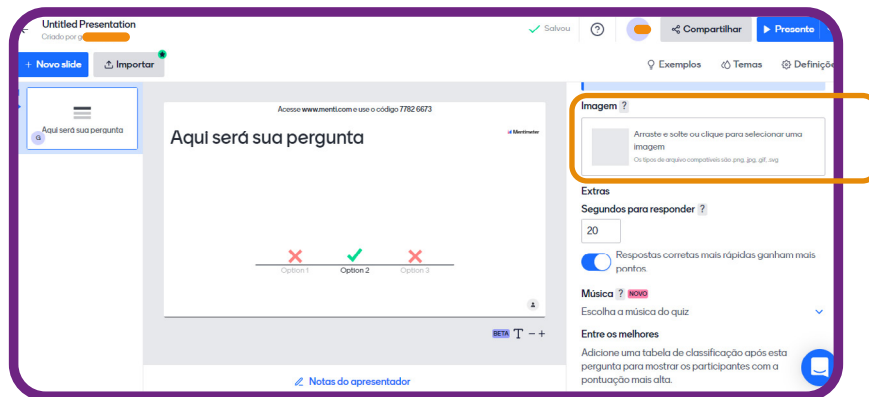 Untitled Presentation
Criado por g
Salvou
?
Compartilhar
Presente
+ Novo slide
Importar
Exemplos
Temas
Definiçõe
Aqui será sua pergunta
G
Acesse www.menti.com e use o código 7782 6673
Aqui será sua pergunta
Mentimeter
Option 1
Option 2
Option 3
BETA T − +
Notas do apresentador
Imagem ?
Arraste e solte ou clique para selecionar uma
imagem
Os tipos de arquivo compatíveis são .png, .jpg, .gif, .svg
Extras
Segundos para responder ?
20
Respostas corretas mais rápidas ganham mais
pontos.
Música ? NOVO
Escolha a música do quiz
Entre os melhores
Adicione uma tabela de classificação após esta
pergunta para mostrar os participantes com a
pontuação mais alta.